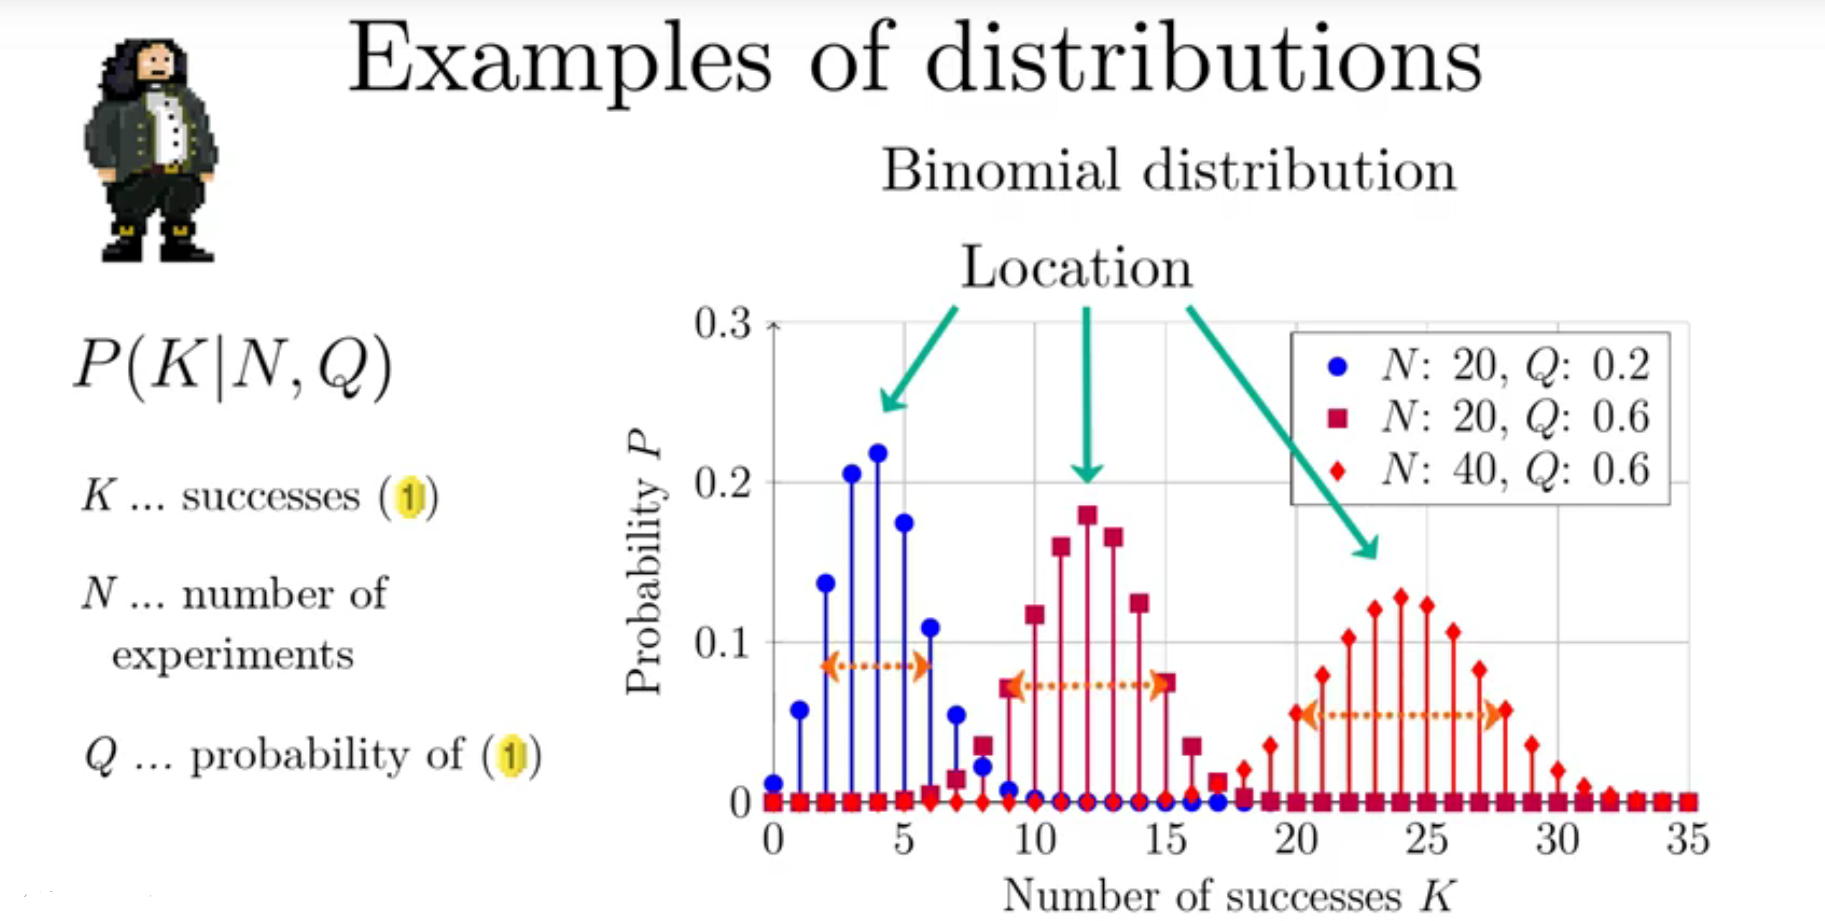 Examples of distributions
Binomial distribution
Location
P(K|N, Q)
K ... successes (1)
N ... number of
experiments
Q ... probability of (1)
Probability P
0.3
0.2
0.1
0
N: 20, Q: 0.2
N: 20, Q: 0.6
N: 40, Q: 0.6
0 5 10 15 20 25 30 35
Number of successes K